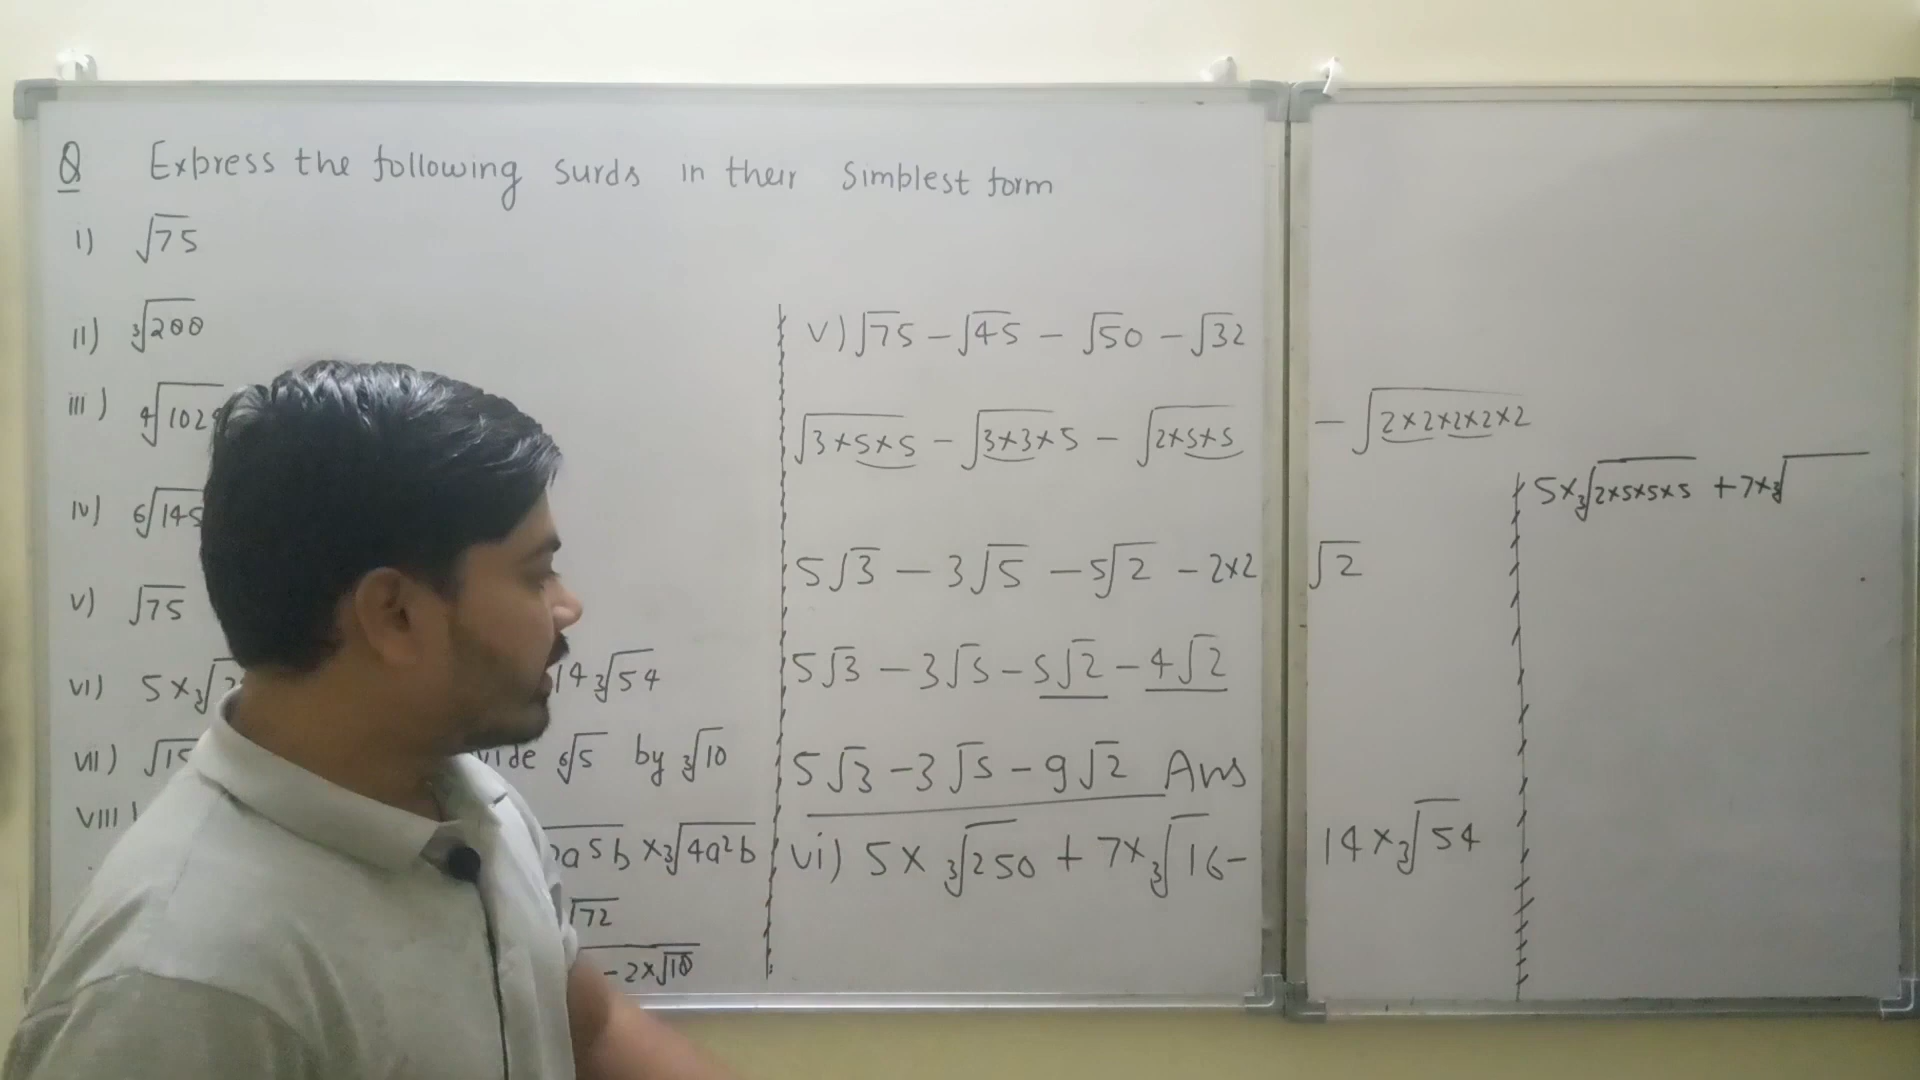 Q Express the following surds in their Simplest form
i) √75
ii) ∛200
iii) ∜102
iv) ⁶√145
v) √75
vi) 5×∛2 14∛54
vii) √15 vide ⁶√5 by ∛10
VIII
a⁵b × ∛4a²b
√72
-2×√10
v) √75 - √45 - √50 - √32
√3×5×5 - √3×3×5 - √2×5×5 - √2×2×2×2×2
5√3 - 3√5 - 5√2 - 2×2 √2
5√3 - 3√5 - 5√2 - 4√2
5√3 - 3√5 - 9√2 Ans
vi) 5× ∛250 + 7×∛16 - 14×∛54
5×∛2×5×5×5 + 7×∛